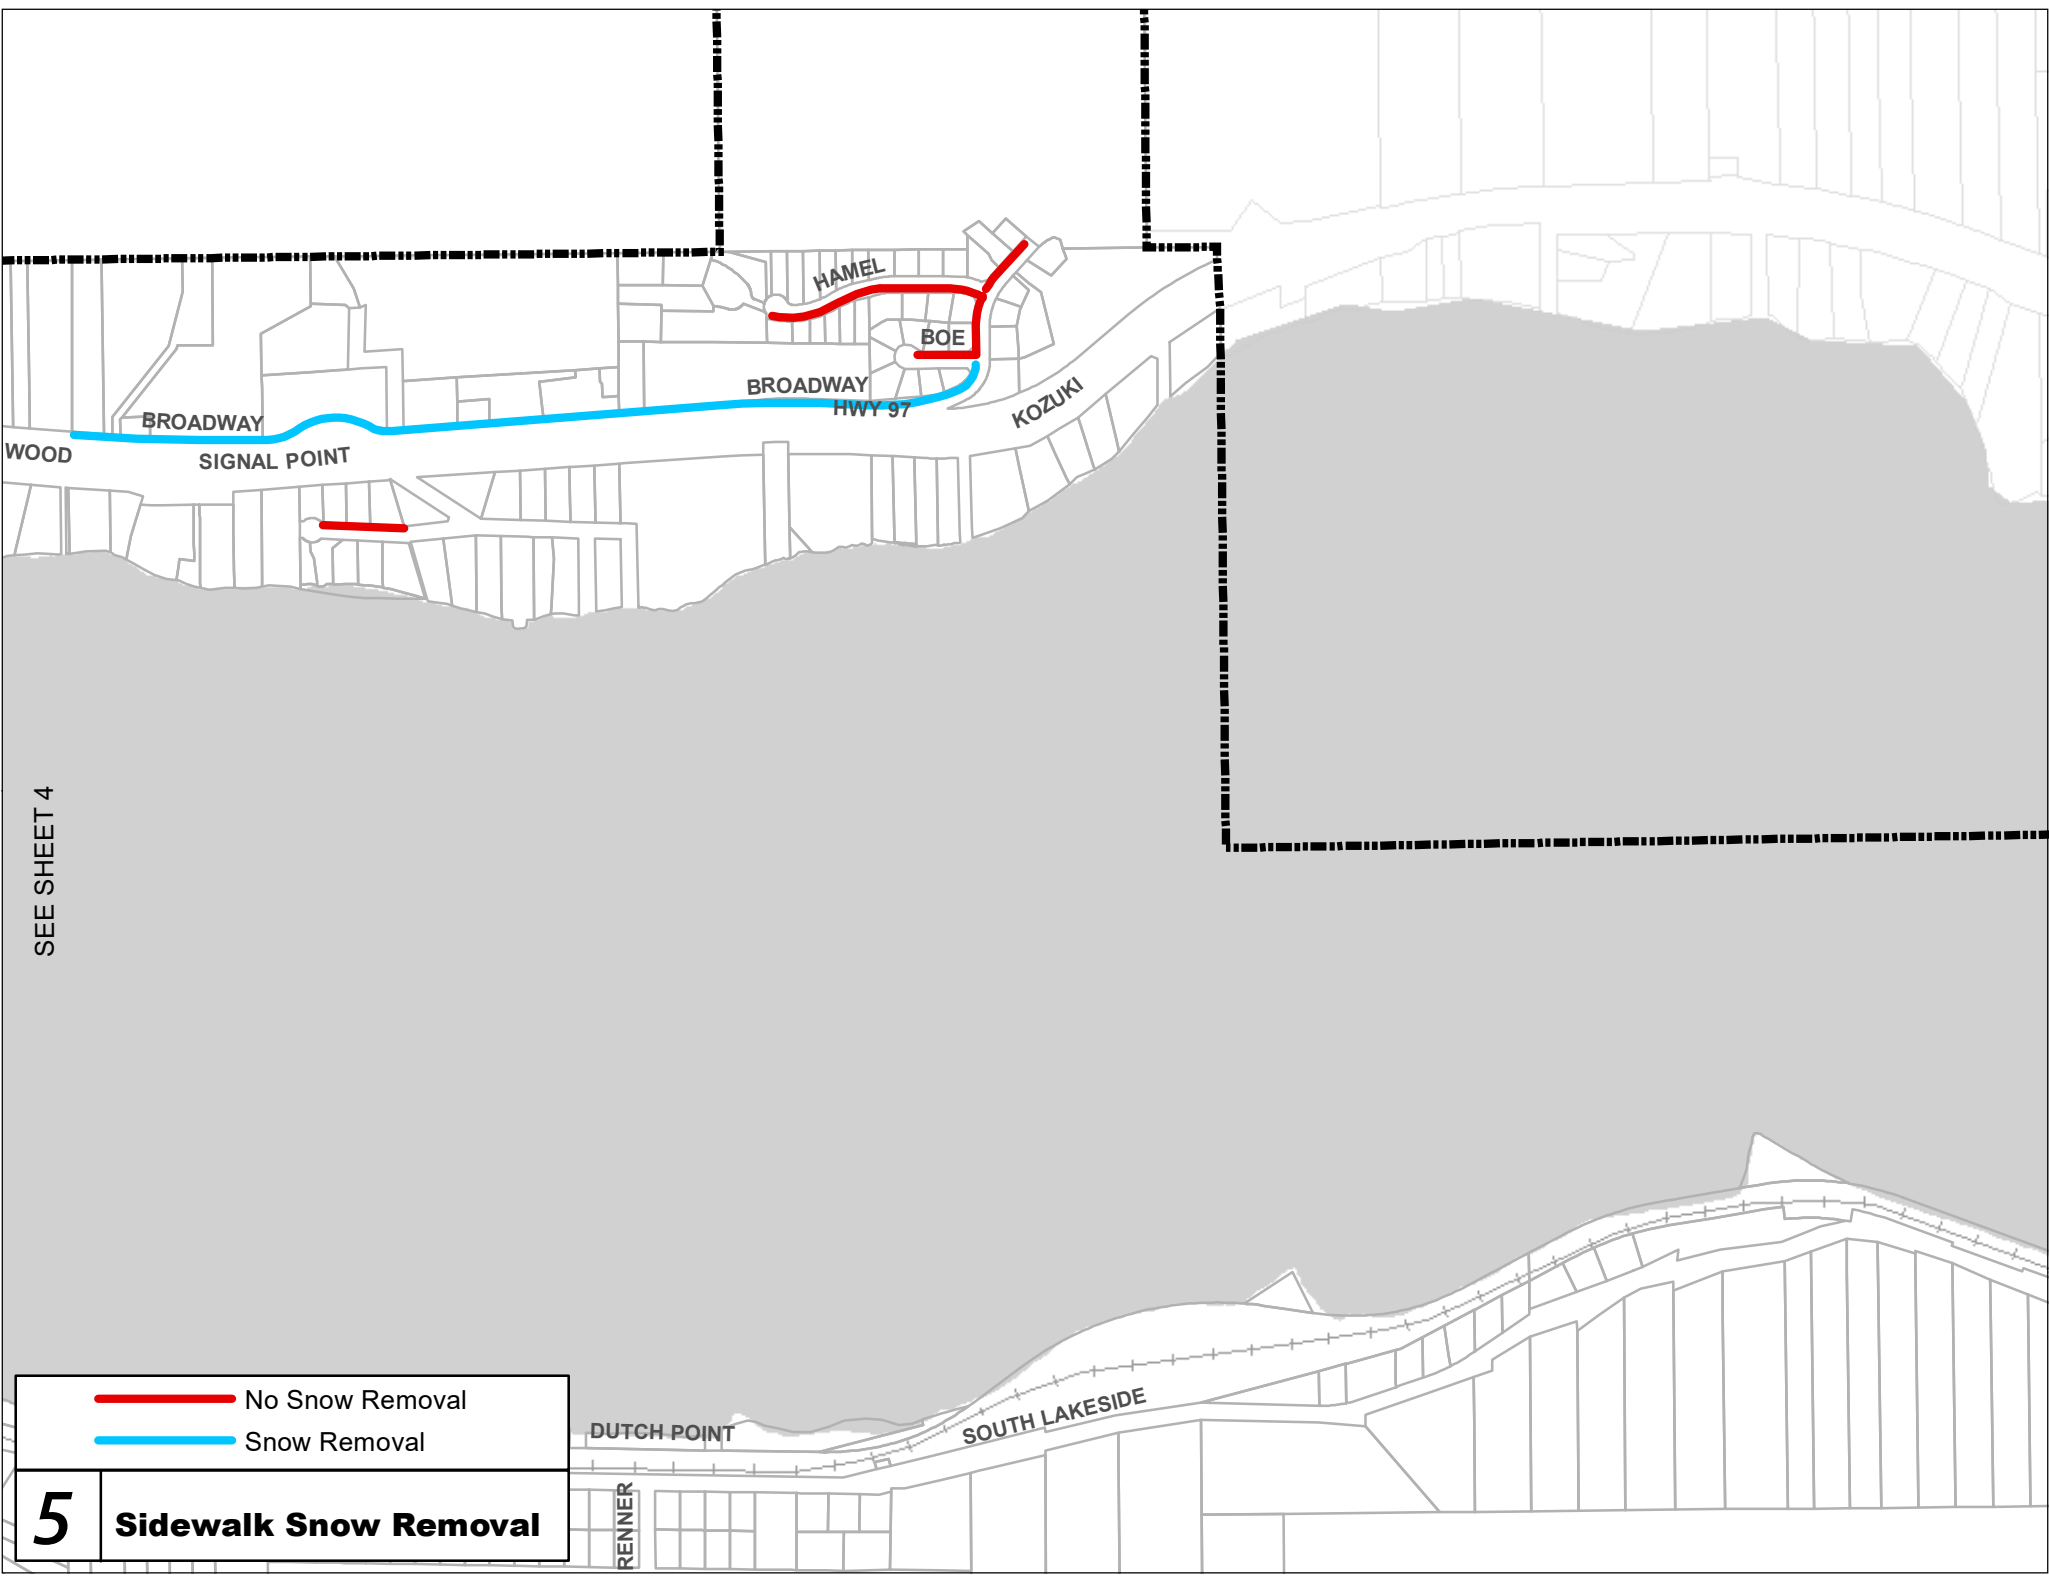 HAMEL
BOE
BROADWAY
HWY 97
KOZUKI
BROADWAY
WOOD
SIGNAL POINT
SEE SHEET 4
No Snow Removal
Snow Removal
5
Sidewalk Snow Removal
DUTCH POINT
SOUTH LAKESIDE
RENNER